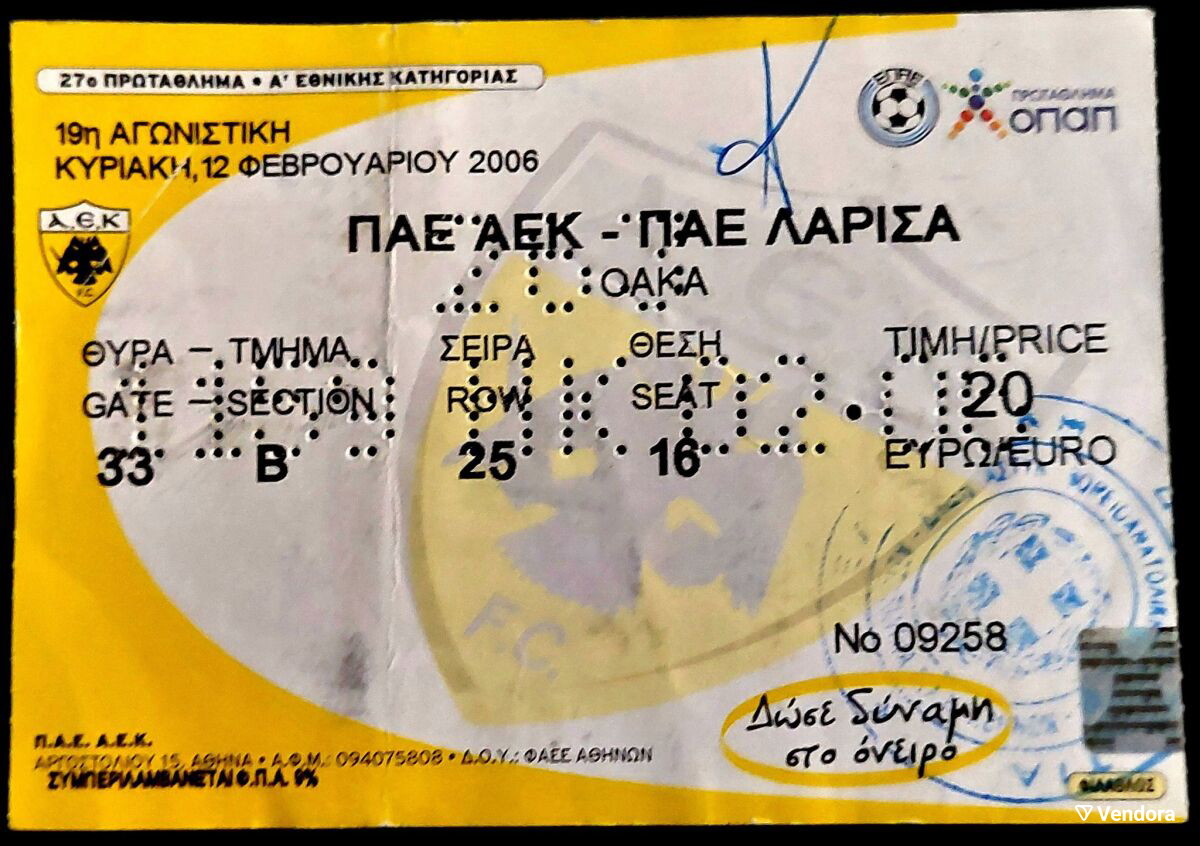 27ο ΠΡΩΤΑΘΛΗΜΑ • Α' ΕΘΝΙΚΗΣ ΚΑΤΗΓΟΡΙΑΣ
19η ΑΓΩΝΙΣΤΙΚΗ
ΚΥΡΙΑΚΗ, 12 ΦΕΒΡΟΥΑΡΙΟΥ 2006
ΕΠΑΕ
ΠΡΩΤΑΘΛΗΜΑ
ΟΠΑΠ
Α.Ε.Κ
F.C.
ΠΑΕ ΑΕΚ - ΠΑΕ ΛΑΡΙΣΑ
ΟΑΚΑ
ΘΥΡΑ – ΤΜΗΜΑ ΣΕΙΡΑ ΘΕΣΗ ΤΙΜΗ/PRICE
GATE – SECTION ROW SEAT 20
33 B 25 16 ΕΥΡΩ/EURO
F.C.
No 09258
Δώσε δύναμη
στο όνειρο
Π.Α.Ε. Α.Ε.Κ.
ΑΡΓΟΣΤΟΛΙΟΥ 15, ΑΘΗΝΑ • Α.Φ.Μ.: 094075808 • Δ.Ο.Υ.: ΦΑΕΕ ΑΘΗΝΩΝ
ΣΥΜΠΕΡΙΛΑΜΒΑΝΕΤΑΙ Φ.Π.Α. 9%
ΦΙΛΑΘΛΟΣ
Vendora